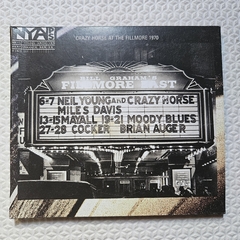 CRAZY HORSE AT THE FILLMORE 1970
NYA
BILL GRAHAM'S
FILLMORE EAST
6-7 NEIL YOUNG AND CRAZY HORSE
MILES DAVIS
13=15 MAYALL 19=21 MOODY BLUES
27-28 COCKER BRIAN AUGER